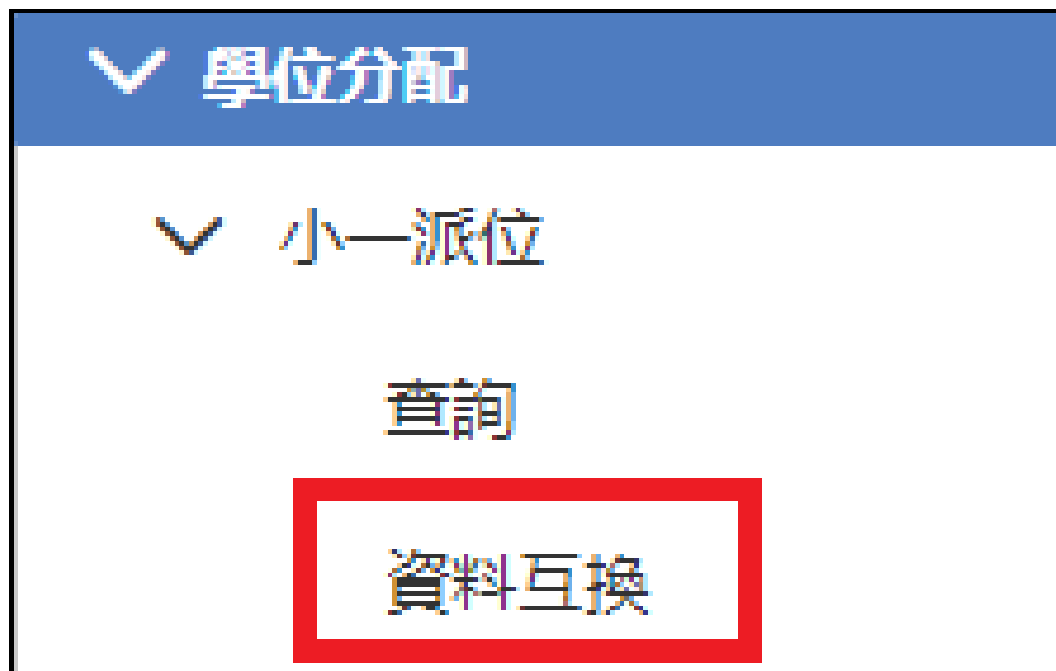 學位分配
小一派位
查詢
資料互換